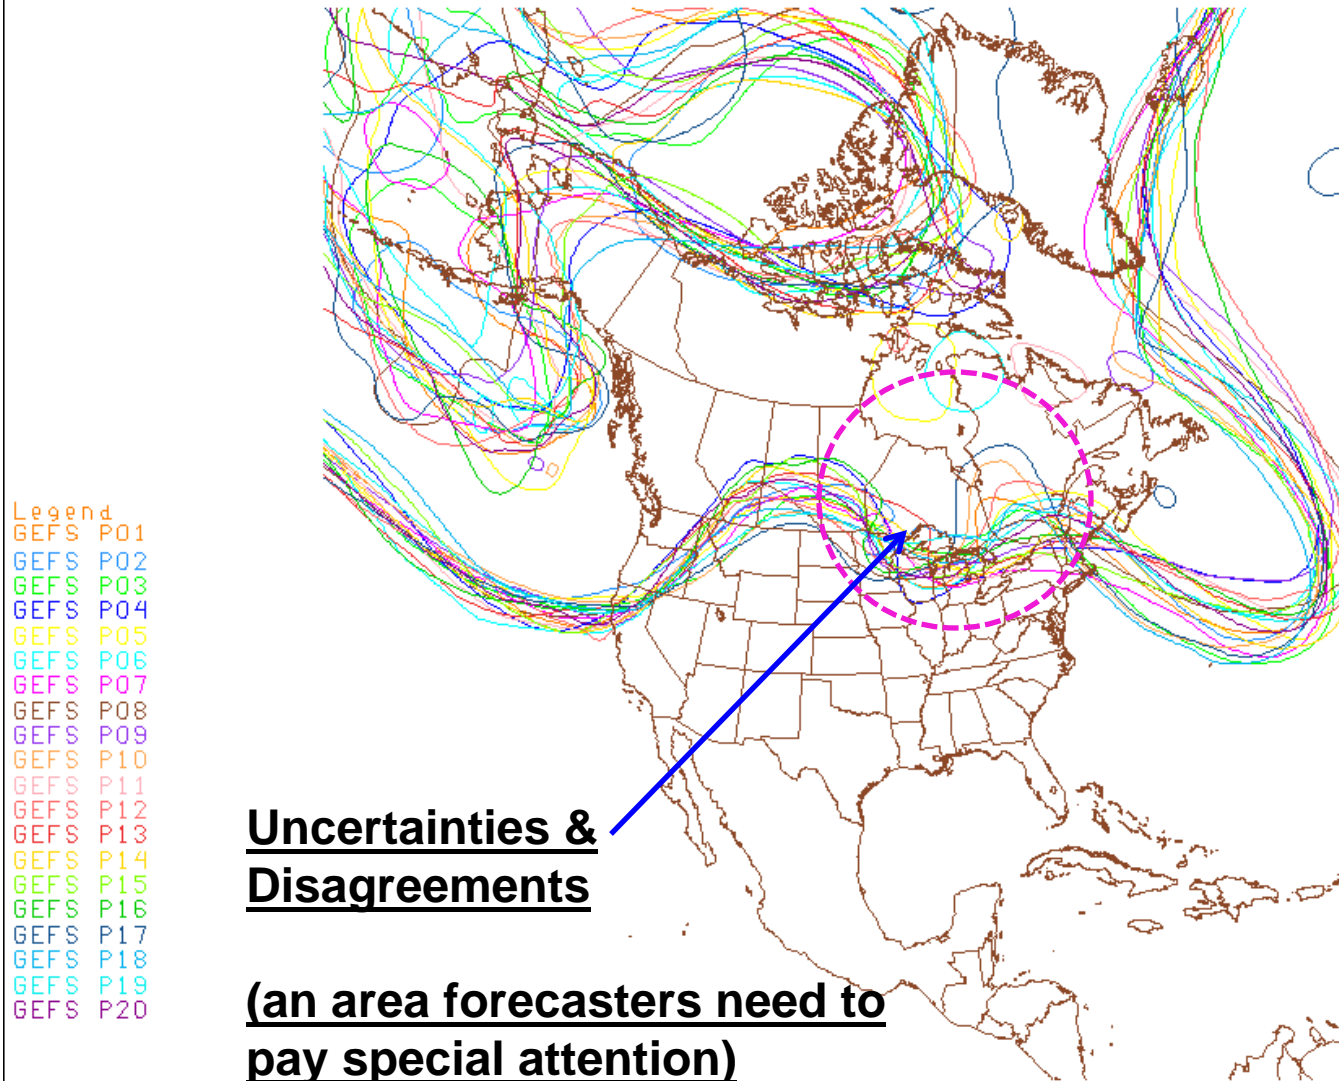 Legend
GEFS P01
GEFS P02
GEFS P03
GEFS P04
GEFS P05
GEFS P06
GEFS P07
GEFS P08
GEFS P09
GEFS P10
GEFS P11
GEFS P12
GEFS P13
GEFS P14
GEFS P15
GEFS P16
GEFS P17
GEFS P18
GEFS P19
GEFS P20
Uncertainties &
Disagreements
(an area forecasters need to
pay special attention)